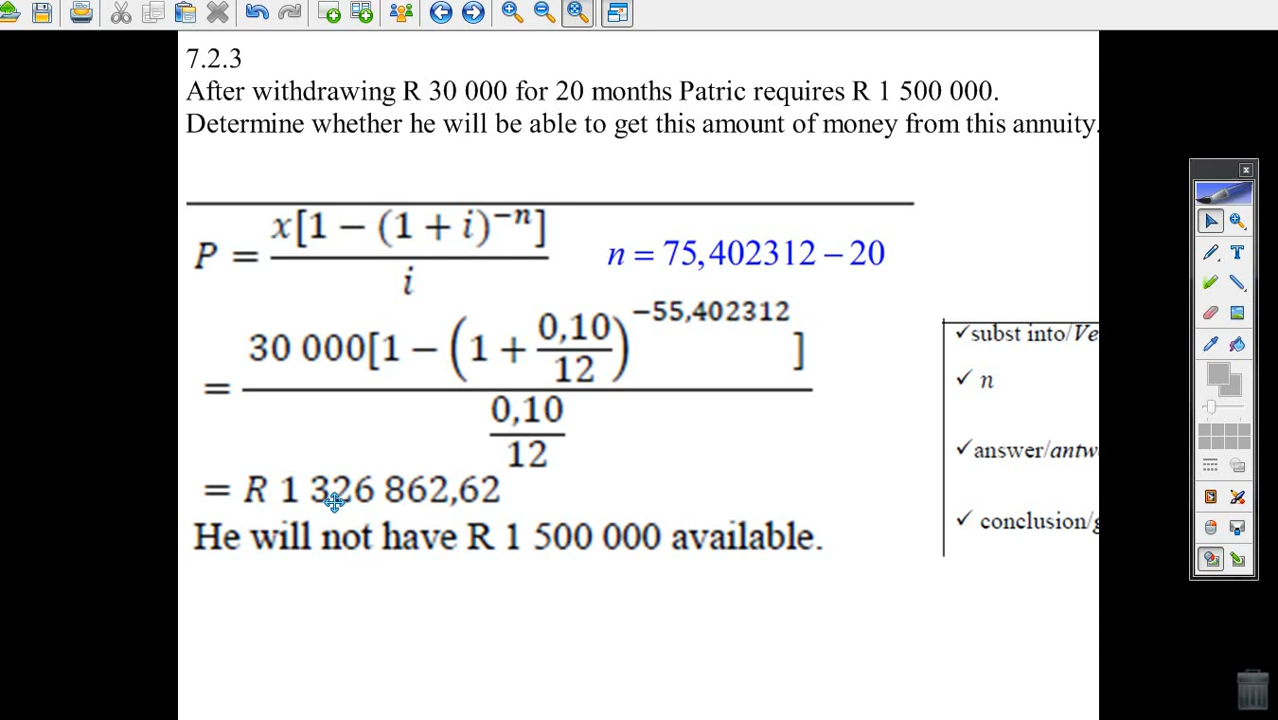 7.2.3
After withdrawing R 30 000 for 20 months Patric requires R 1 500 000.
Determine whether he will be able to get this amount of money from this annuity.
P = x[1 − (1 + i)^{−n}] / i
n = 75,402312 − 20
= 30 000[1 − (1 + 0,10/12)^{−55,402312}] / (0,10/12)
= R 1 326 862,62
He will not have R 1 500 000 available.
✓subst into/Ve
✓ n
✓answer/antw
✓ conclusion/g